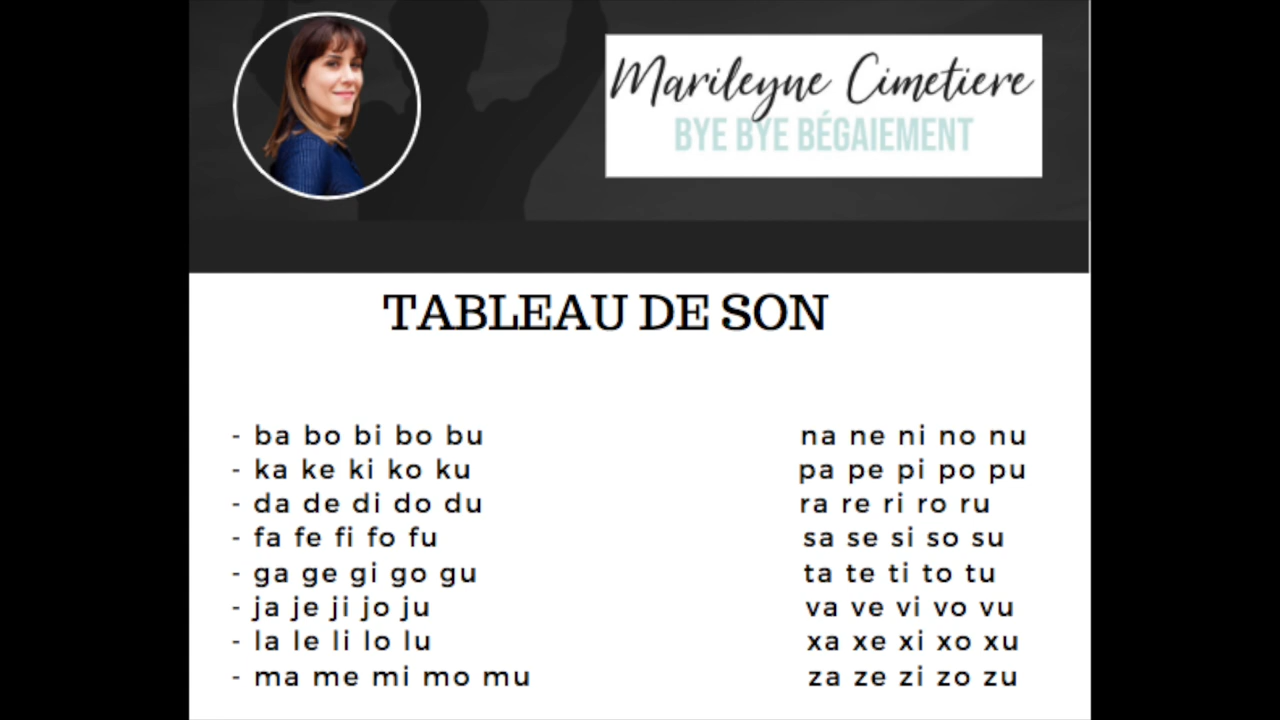 Marileyne Cimetiere
BYE BYE BÉGAIEMENT
TABLEAU DE SON
- ba bo bi bo bu
- ka ke ki ko ku
- da de di do du
- fa fe fi fo fu
- ga ge gi go gu
- ja je ji jo ju
- la le li lo lu
- ma me mi mo mu
na ne ni no nu
pa pe pi po pu
ra re ri ro ru
sa se si so su
ta te ti to tu
va ve vi vo vu
xa xe xi xo xu
za ze zi zo zu